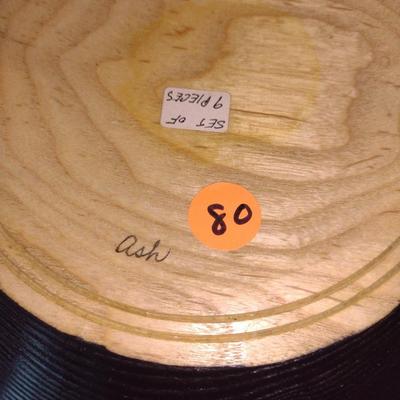 SET OF
9 PIECES
80
Ash